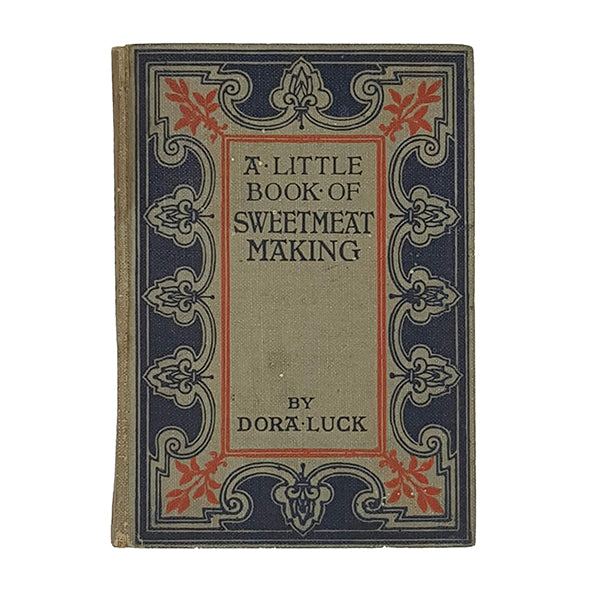 A·LITTLE
BOOK·OF
SWEETMEAT
MAKING
BY
DORA·LUCK